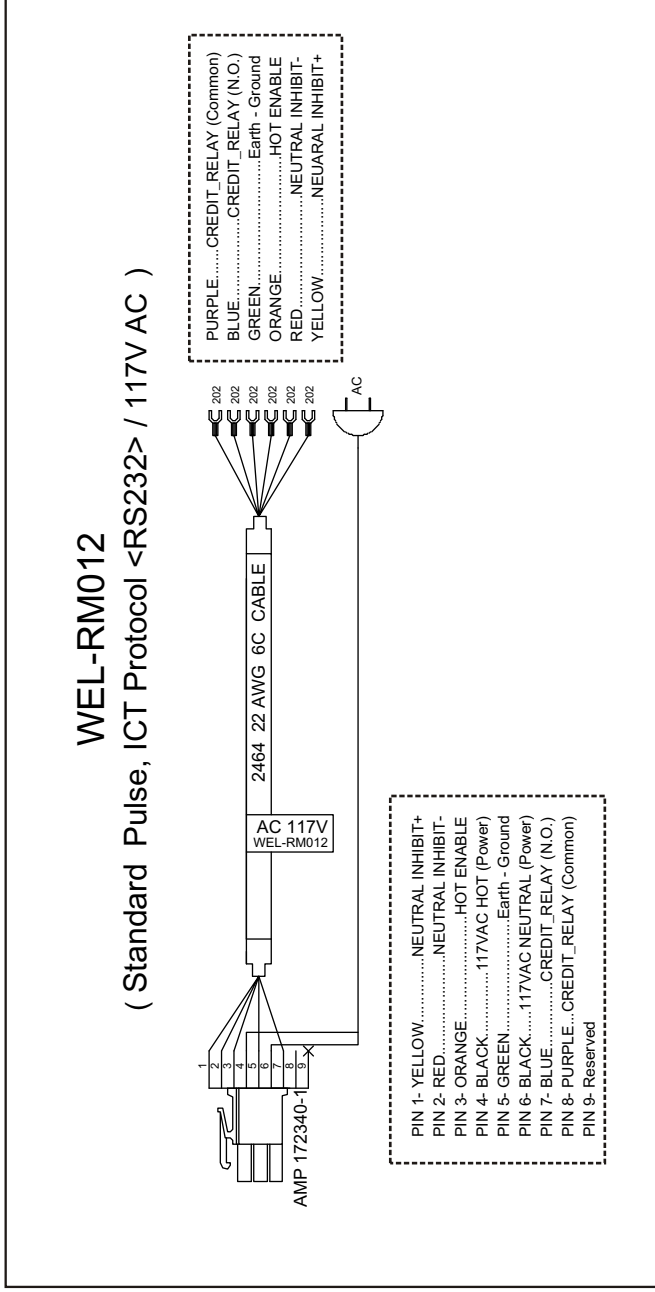 WEL-RM012
( Standard Pulse, ICT Protocol <RS232> / 117V AC )
1
2
3
4
5
6
7
8
9
AMP 172340-1
AC 117V
WEL-RM012
2464 22 AWG 6C CABLE
202
202
202
202
202
202
AC
PURPLE.......CREDIT_RELAY (Common)
BLUE............CREDIT_RELAY (N.O.)
GREEN........................Earth - Ground
ORANGE.....................HOT ENABLE
RED.....................NEUTRAL INHIBIT-
YELLOW..............NEUARAL INHIBIT+
PIN 1- YELLOW...............NEUTRAL INHIBIT+
PIN 2- RED......................NEUTRAL INHIBIT-
PIN 3- ORANGE......................HOT ENABLE
PIN 4- BLACK............117VAC HOT (Power)
PIN 5- GREEN....................Earth - Ground
PIN 6- BLACK.....117VAC NEUTRAL (Power)
PIN 7- BLUE..............CREDIT_RELAY (N.O.)
PIN 8- PURPLE...CREDIT_RELAY (Common)
PIN 9- Reserved